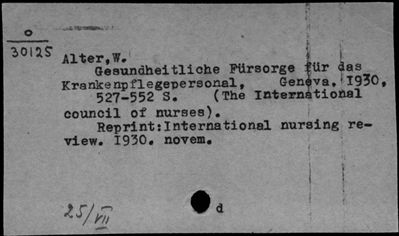 0
30125
Alter,W.
Gesundheitliche Fürsorge für das
Krankenpflegepersonal, Geneva, 1930,
527-552 S. (The International
council of nurses).
Reprint:International nursing re-
view. 1930. novem.
25/VII
d